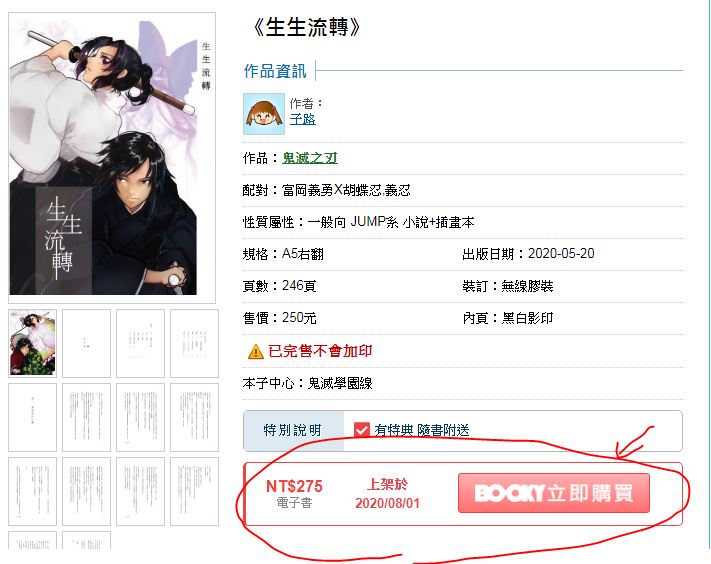 《生生流轉》
作品資訊
生生流轉
生生流轉
作者：
子路
作品：鬼滅之刃
配對：富岡義勇X胡蝶忍,義忍
性質屬性：一般向 JUMP系 小說+插畫本
規格：A5右翻
出版日期：2020-05-20
頁數：246頁
裝訂：無線膠裝
售價：250元
內頁：黑白影印
已完售不會加印
本子中心：鬼滅學園線
特別說明
有特典 隨書附送
NT$275
電子書
上架於
2020/08/01
BOOKY立即購買